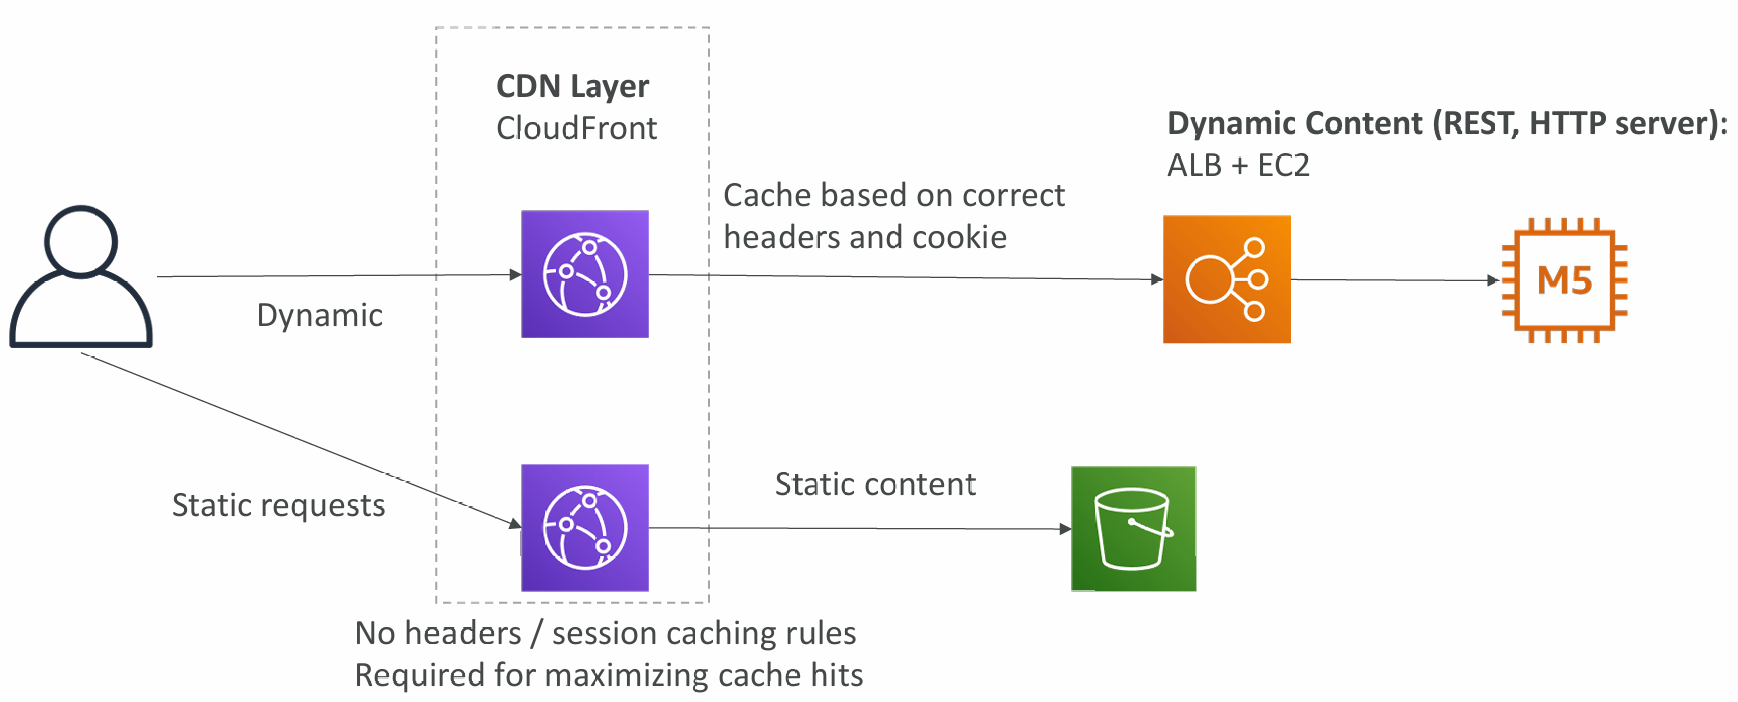 CDN Layer
CloudFront
Dynamic Content (REST, HTTP server):
ALB + EC2
Cache based on correct
headers and cookie
M5
Dynamic
Static requests
Static content
No headers / session caching rules
Required for maximizing cache hits